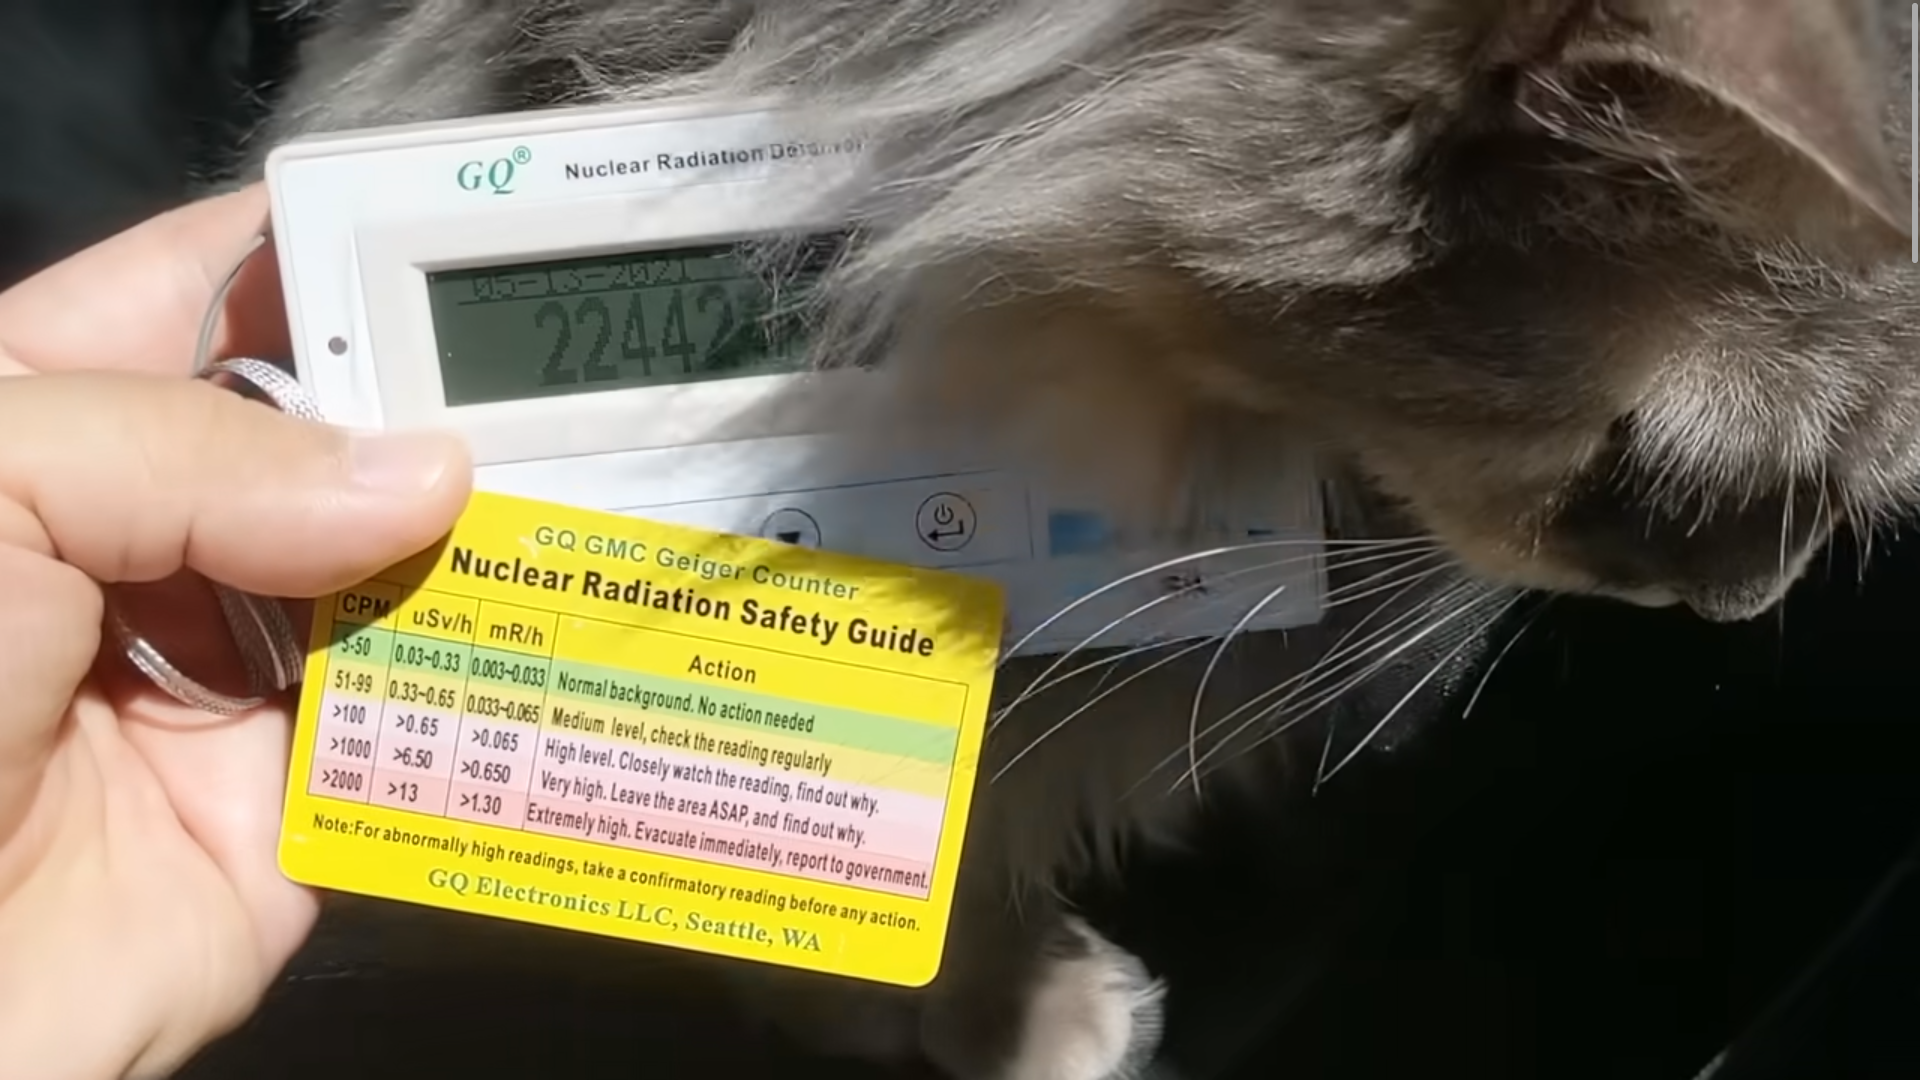 GQ® Nuclear Radiation
05-13-2021
22442
GQ GMC Geiger Counter
Nuclear Radiation Safety Guide
CPM uSv/h mR/h Action
5-50 0.03~0.33 0.003~0.033 Normal background. No action needed
51-99 0.33~0.65 0.033~0.065 Medium level, check the reading regularly
>100 >0.65 >0.065 High level. Closely watch the reading, find out why.
>1000 >6.50 >0.650 Very high. Leave the area ASAP, and find out why.
>2000 >13 >1.30 Extremely high. Evacuate immediately, report to government.
Note:For abnormally high readings, take a confirmatory reading before any action.
GQ Electronics LLC, Seattle, WA